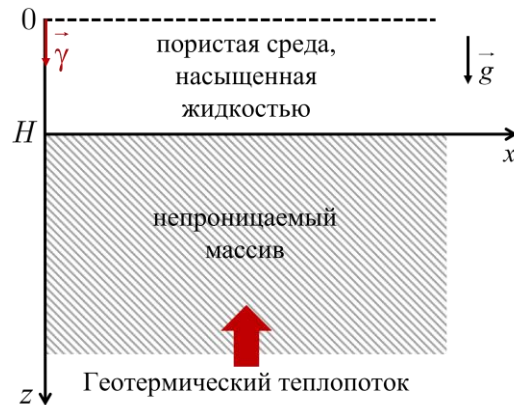 0
γ
пористая среда,
насыщенная
жидкостью
g
H
x
непроницаемый
массив
Геотермический теплопоток
z